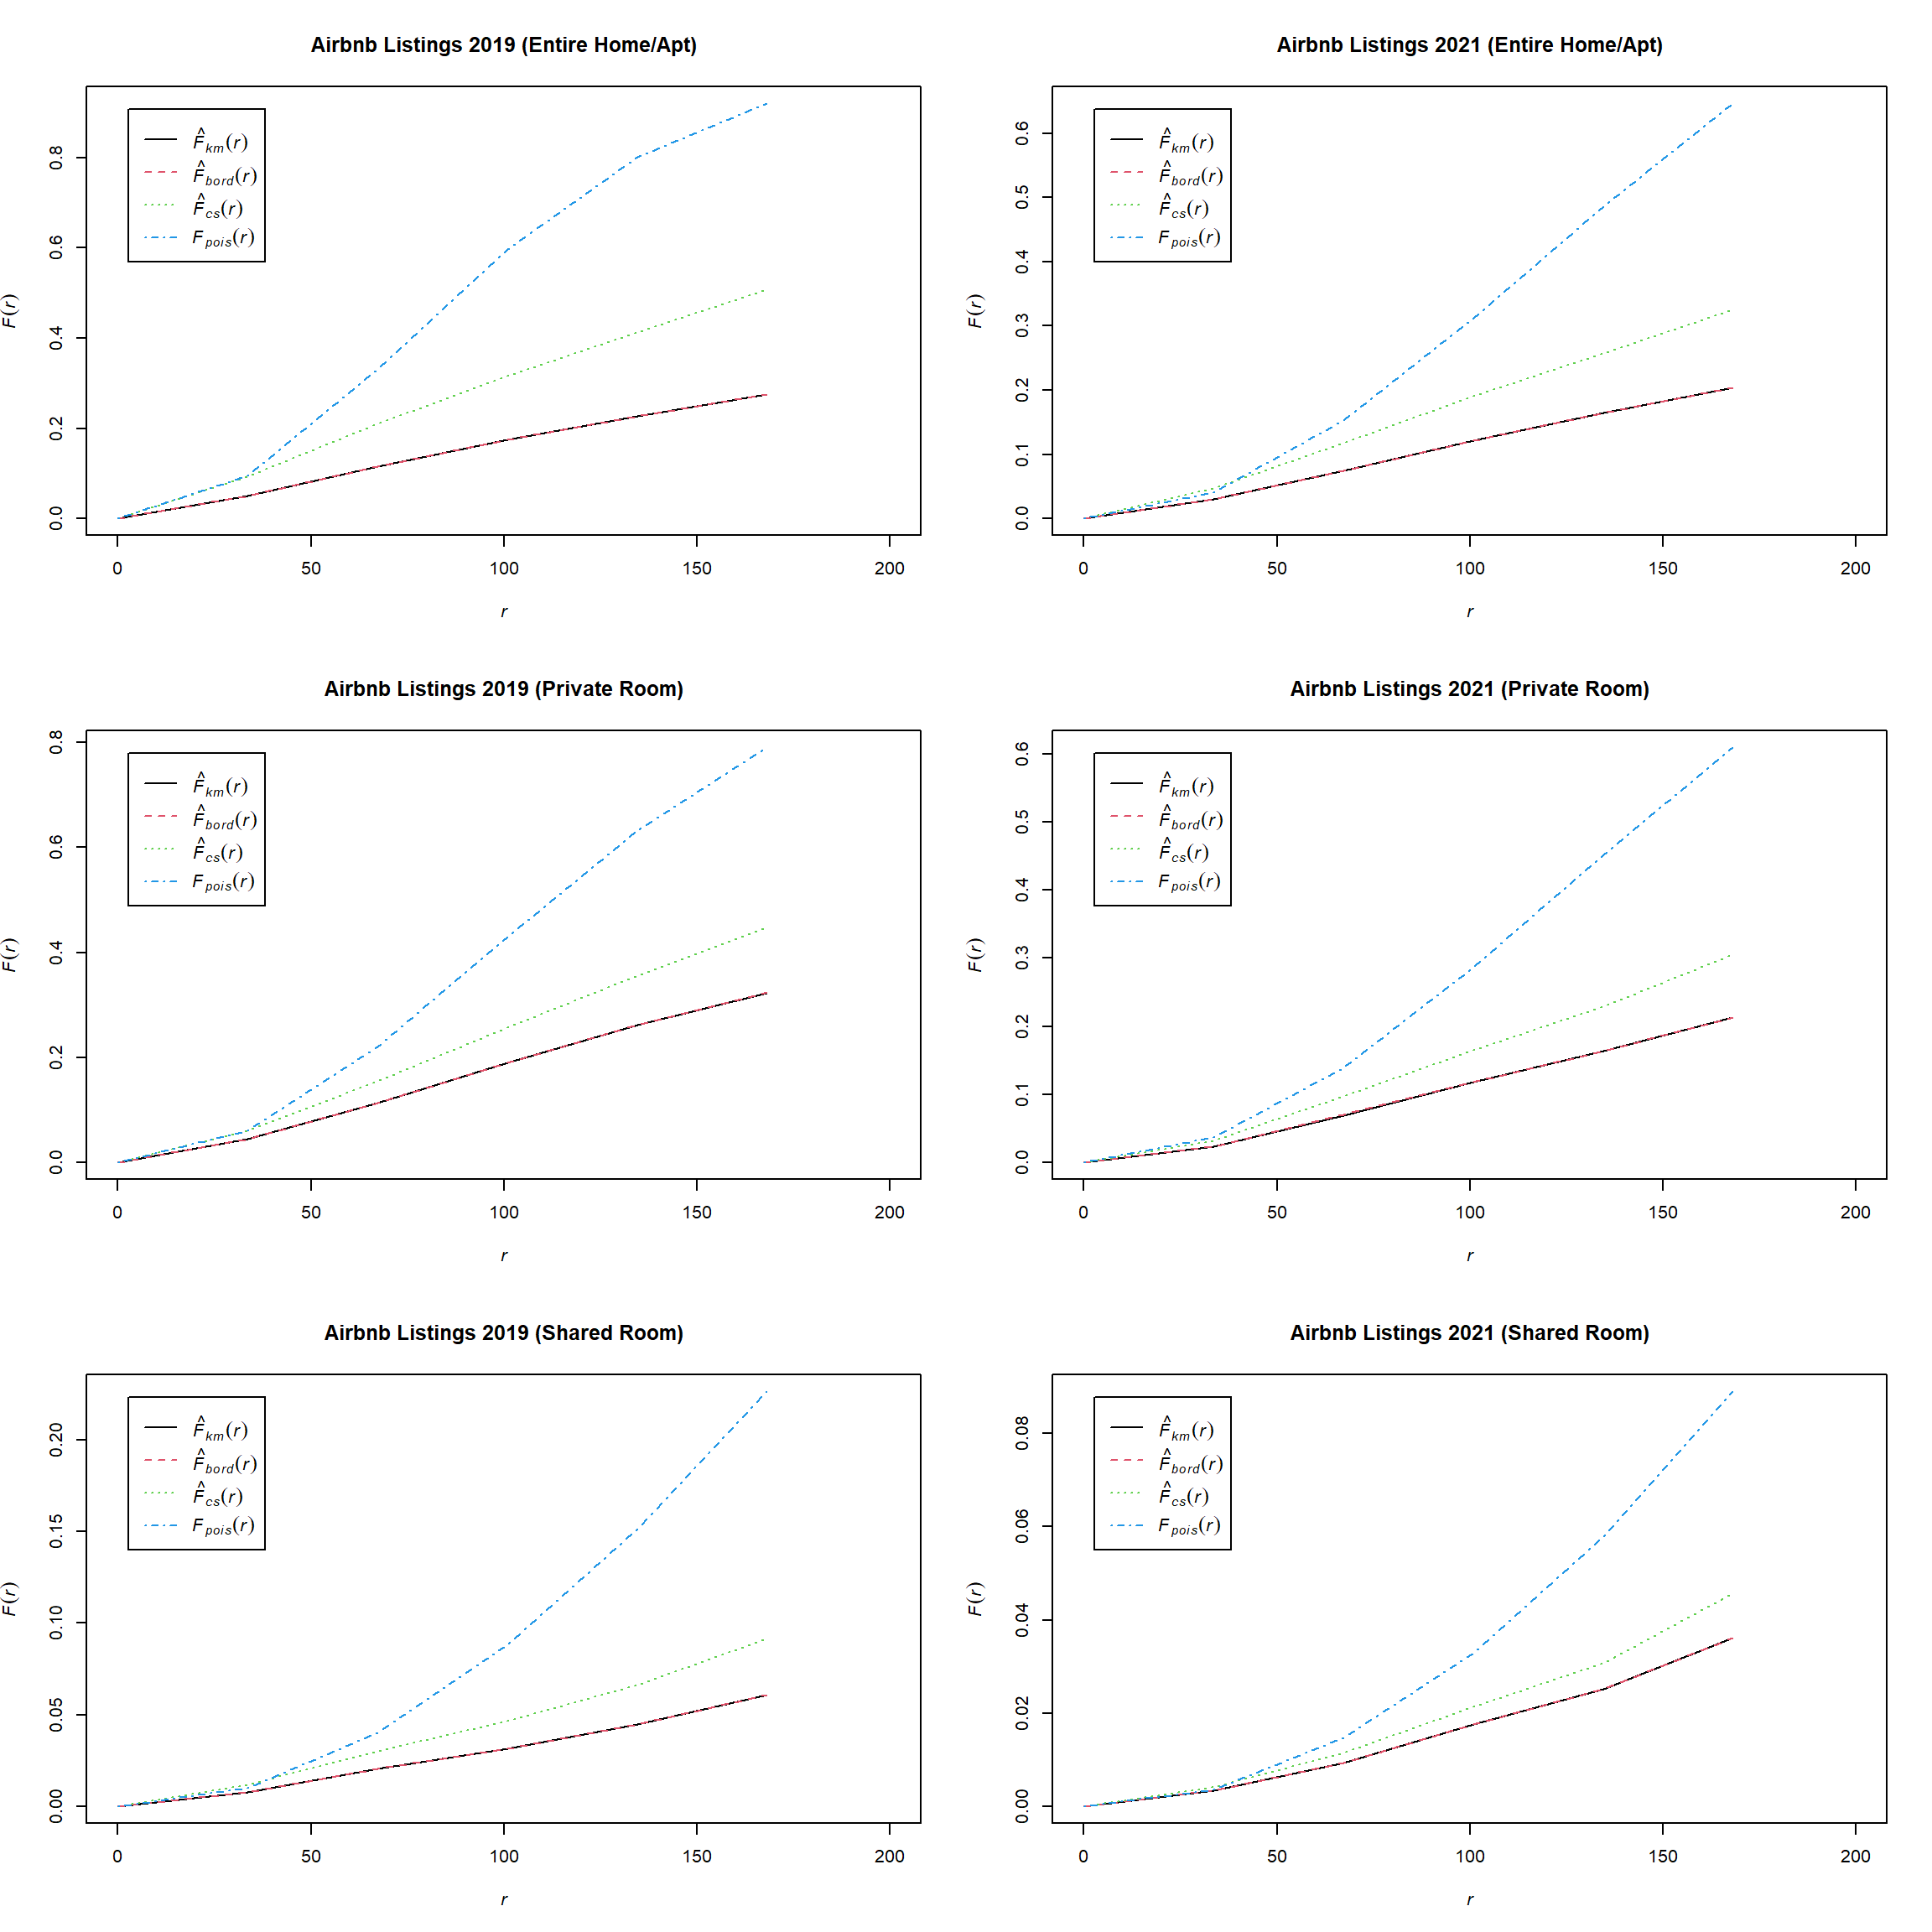 Airbnb Listings 2019 (Entire Home/Apt)
F̂km(r)
F̂bord(r)
F̂cs(r)
Fpois(r)
F(r)
0.0 0.2 0.4 0.6 0.8
0 50 100 150 200
r
Airbnb Listings 2021 (Entire Home/Apt)
F̂km(r)
F̂bord(r)
F̂cs(r)
Fpois(r)
F(r)
0.0 0.1 0.2 0.3 0.4 0.5 0.6
0 50 100 150 200
r
Airbnb Listings 2019 (Private Room)
F̂km(r)
F̂bord(r)
F̂cs(r)
Fpois(r)
F(r)
0.0 0.2 0.4 0.6 0.8
0 50 100 150 200
r
Airbnb Listings 2021 (Private Room)
F̂km(r)
F̂bord(r)
F̂cs(r)
Fpois(r)
F(r)
0.0 0.1 0.2 0.3 0.4 0.5 0.6
0 50 100 150 200
r
Airbnb Listings 2019 (Shared Room)
F̂km(r)
F̂bord(r)
F̂cs(r)
Fpois(r)
F(r)
0.00 0.05 0.10 0.15 0.20
0 50 100 150 200
r
Airbnb Listings 2021 (Shared Room)
F̂km(r)
F̂bord(r)
F̂cs(r)
Fpois(r)
F(r)
0.00 0.02 0.04 0.06 0.08
0 50 100 150 200
r